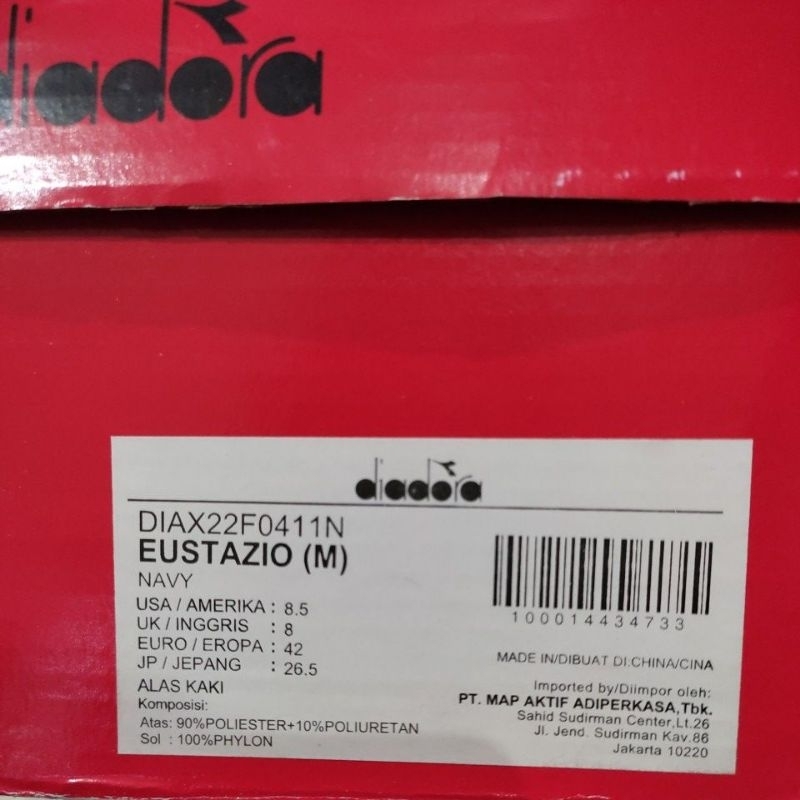 diadora
diadora
DIAX22F0411N
EUSTAZIO (M)
NAVY
USA / AMERIKA : 8.5
UK / INGGRIS : 8
EURO / EROPA : 42
JP / JEPANG : 26.5
ALAS KAKI
Komposisi:
Atas: 90%POLIESTER+10%POLIURETAN
Sol : 100%PHYLON
100014434733
MADE IN/DIBUAT DI:CHINA/CINA
Imported by/Diimpor oleh:
PT. MAP AKTIF ADIPERKASA,Tbk.
Sahid Sudirman Center,Lt.26
Jl. Jend. Sudirman Kav.86
Jakarta 10220